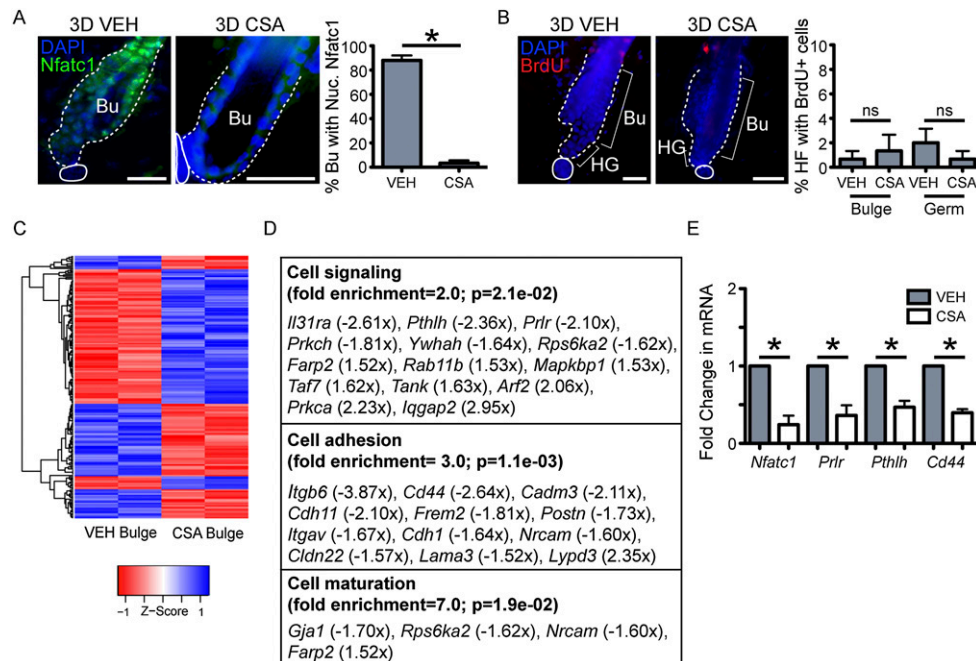 A
3D VEH
3D CSA
DAPI
Nfatc1
Bu
Bu
% Bu with Nuc. Nfatc1
100
80
60
40
20
0
*
VEH
CSA
B
3D VEH
3D CSA
DAPI
BrdU
Bu
HG
Bu
HG
% HF with BrdU+ cells
10
8
6
4
2
0
ns
ns
VEH CSA VEH CSA
Bulge Germ
C
VEH Bulge CSA Bulge
-1 Z-Score 1
D
Cell signaling
(fold enrichment=2.0; p=2.1e-02)
Il31ra (-2.61x), Pthlh (-2.36x), Prlr (-2.10x),
Prkch (-1.81x), Ywhah (-1.64x), Rps6ka2 (-1.62x),
Farp2 (1.52x), Rab11b (1.53x), Mapkbp1 (1.53x),
Taf7 (1.62x), Tank (1.63x), Arf2 (2.06x),
Prkca (2.23x), Iqgap2 (2.95x)
Cell adhesion
(fold enrichment= 3.0; p=1.1e-03)
Itgb6 (-3.87x), Cd44 (-2.64x), Cadm3 (-2.11x),
Cdh11 (-2.10x), Frem2 (-1.81x), Postn (-1.73x),
Itgav (-1.67x), Cdh1 (-1.64x), Nrcam (-1.60x),
Cldn22 (-1.57x), Lama3 (-1.52x), Lypd3 (2.35x)
Cell maturation
(fold enrichment=7.0; p=1.9e-02)
Gja1 (-1.70x), Rps6ka2 (-1.62x), Nrcam (-1.60x),
Farp2 (1.52x)
E
Fold Change in mRNA
2
1
0
VEH
CSA
* * * *
Nfatc1 Prlr Pthlh Cd44